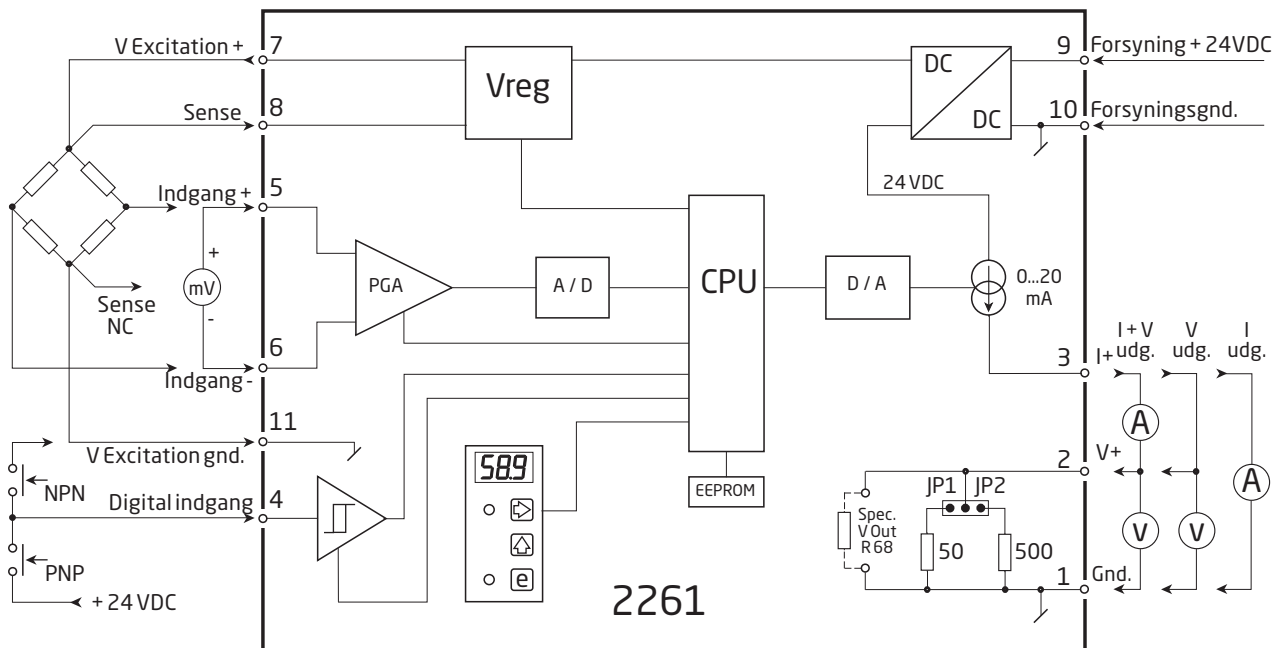 V Excitation +
7
9
Forsyning + 24VDC
Vreg
DC
DC
Sense
8
10
Forsyningsgnd.
24 VDC
Indgang +
5
+
mV
-
PGA
A / D
CPU
D / A
0...20
mA
Sense
NC
6
Indgang -
3
I+
I + V
udg.
V
udg.
I
udg.
A
A
11
V Excitation gnd.
NPN
Digital indgang
4
58.9
e
EEPROM
2
V+
JP1
JP2
Spec.
V Out
R 68
50
500
V
V
PNP
+ 24 VDC
1
Gnd.
2261